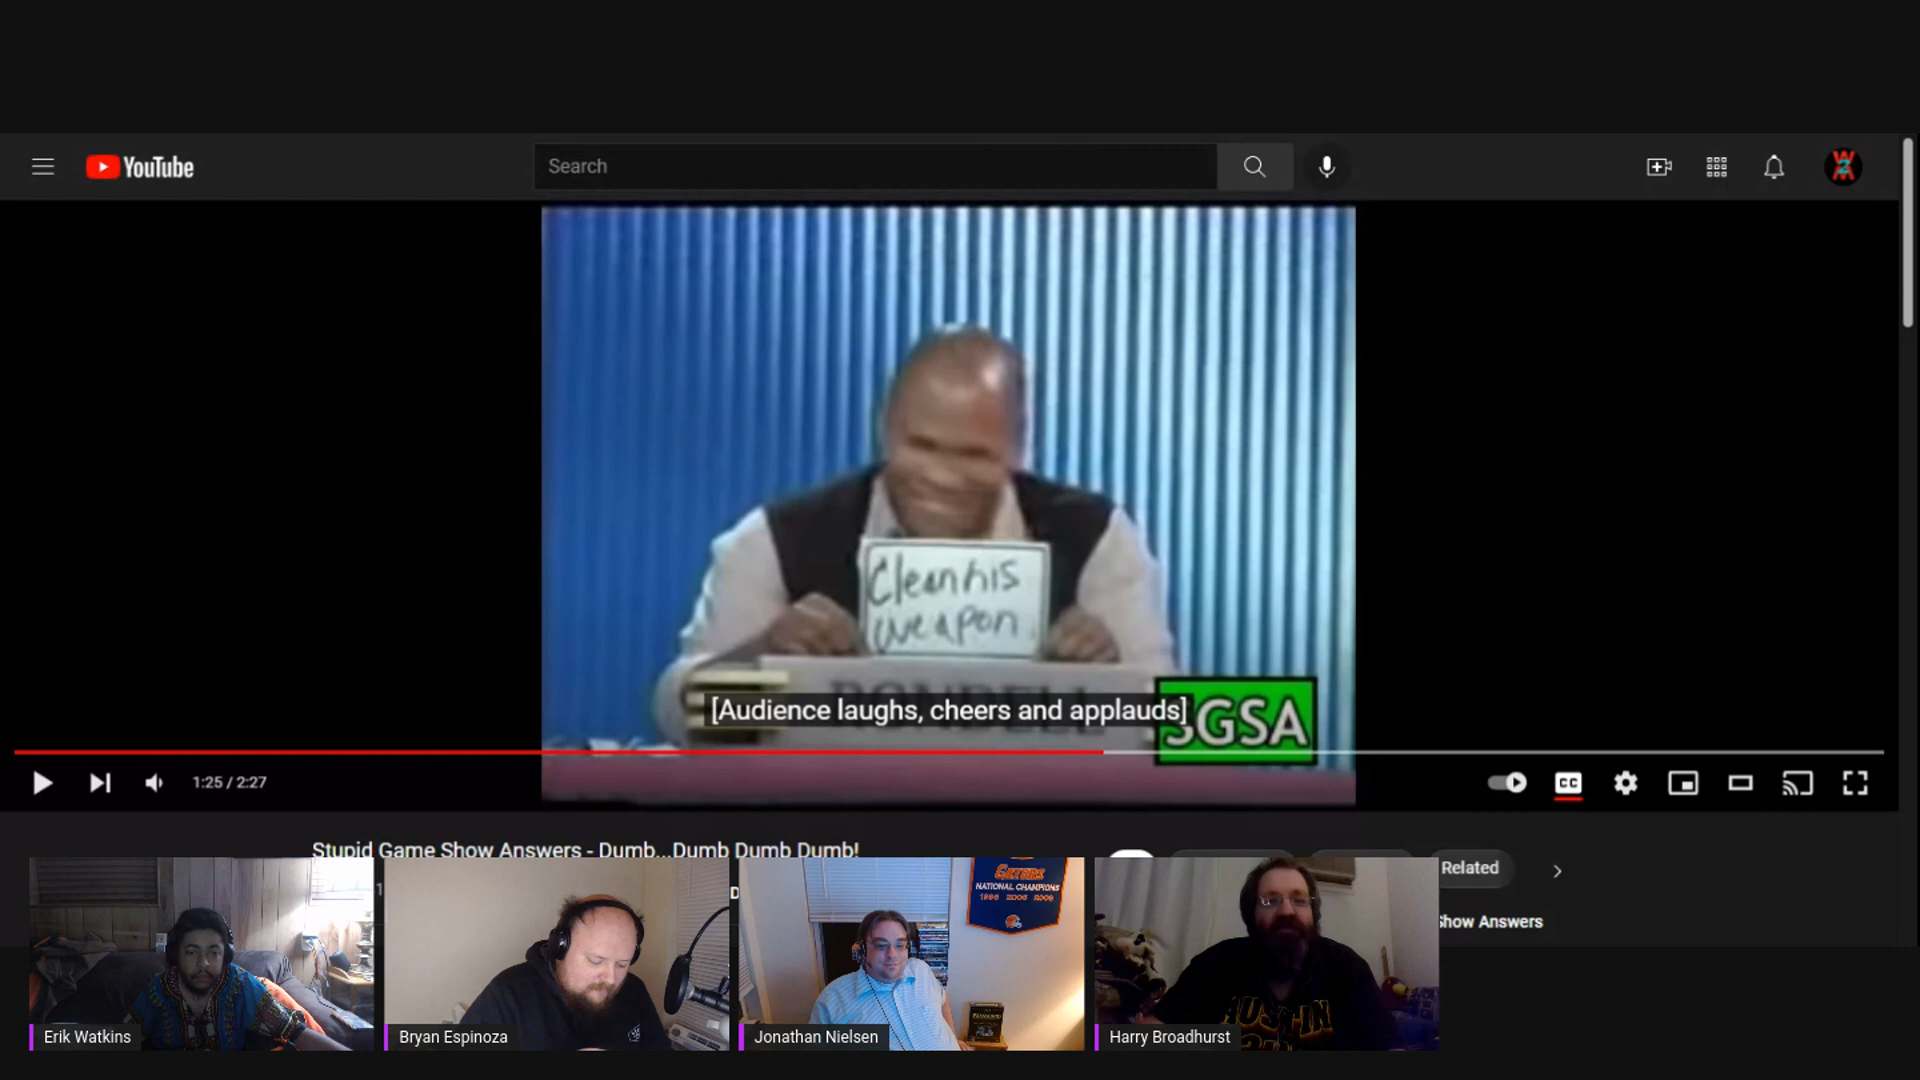 YouTube
Search
Clean his
weapon
RONDELL
[Audience laughs, cheers and applauds]
SGSA
1:25 / 2:27
CC
Stupid Game Show Answers - Dumb...Dumb Dumb Dumb!
Related
Show Answers
GATORS
NATIONAL CHAMPIONS
1996 2006 2008
AUSTIN
Erik Watkins
Bryan Espinoza
Jonathan Nielsen
Harry Broadhurst